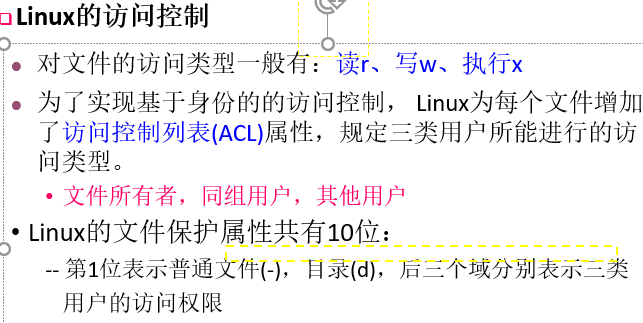 Linux的访问控制
对文件的访问类型一般有：读r、写w、执行x
为了实现基于身份的的访问控制， Linux为每个文件增加
了访问控制列表(ACL)属性，规定三类用户所能进行的访
问类型。
• 文件所有者，同组用户，其他用户
• Linux的文件保护属性共有10位：
-- 第1位表示普通文件(-)，目录(d)，后三个域分别表示三类
用户的访问权限